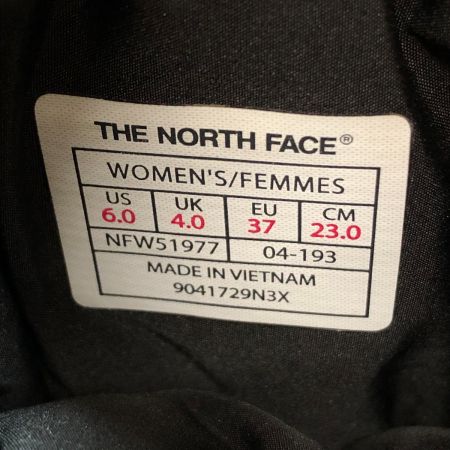 THE NORTH FACE®
WOMEN'S/FEMMES
US UK EU CM
6.0 4.0 37 23.0
NFW51977 04-193
MADE IN VIETNAM
9041729N3X